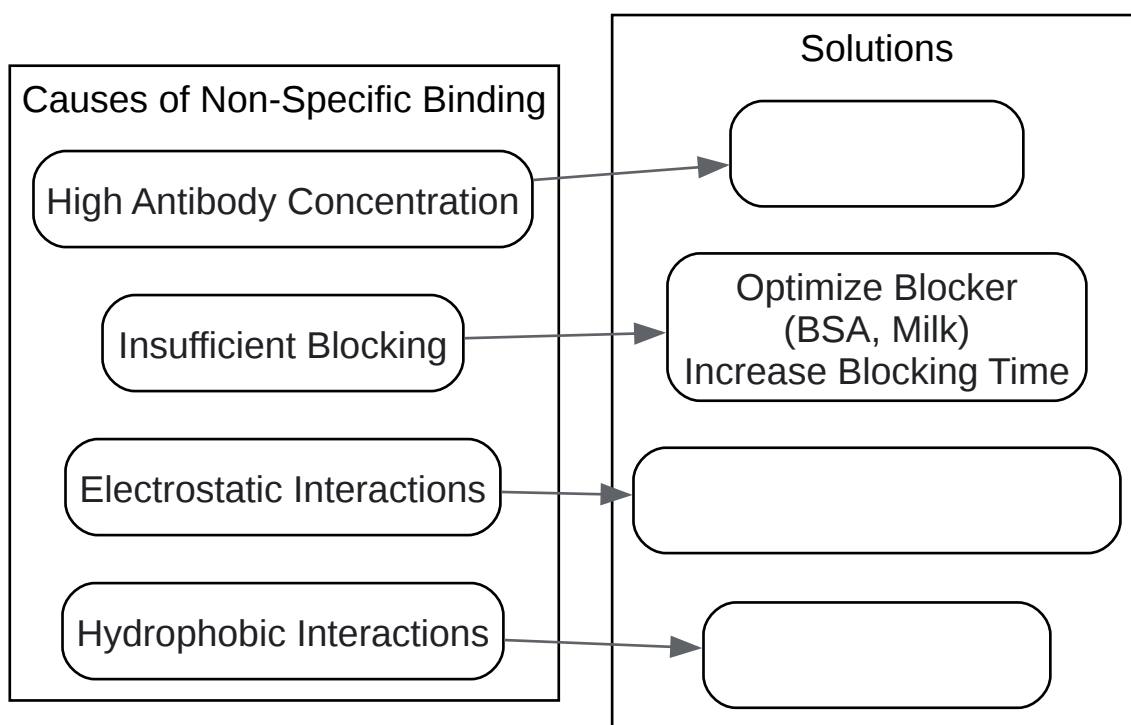 Causes of Non-Specific Binding
High Antibody Concentration
Insufficient Blocking
Electrostatic Interactions
Hydrophobic Interactions
Solutions
Optimize Blocker
(BSA, Milk)
Increase Blocking Time